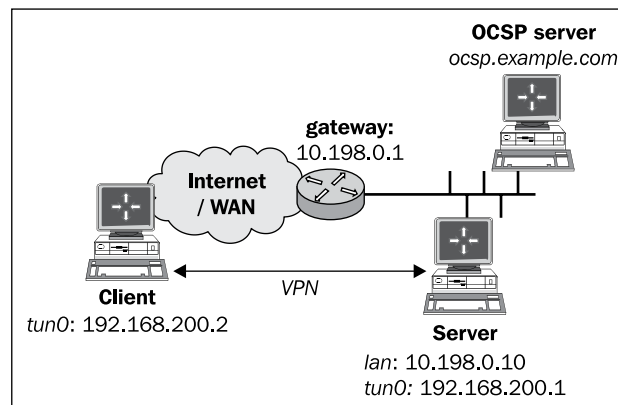 OCSP server
ocsp.example.com
gateway:
10.198.0.1
Internet
/ WAN
Client
tun0: 192.168.200.2
VPN
Server
lan: 10.198.0.10
tun0: 192.168.200.1